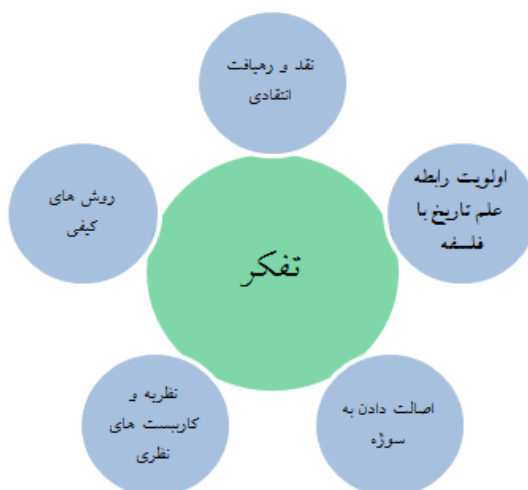 نقد و رهیافت
انتقادی
اولویت رابطه
علم تاریخ با
فلسفه
اصالت دادن به
سوژه
نظریه و
کاربست های
نظری
روش های
کیفی
تفکر